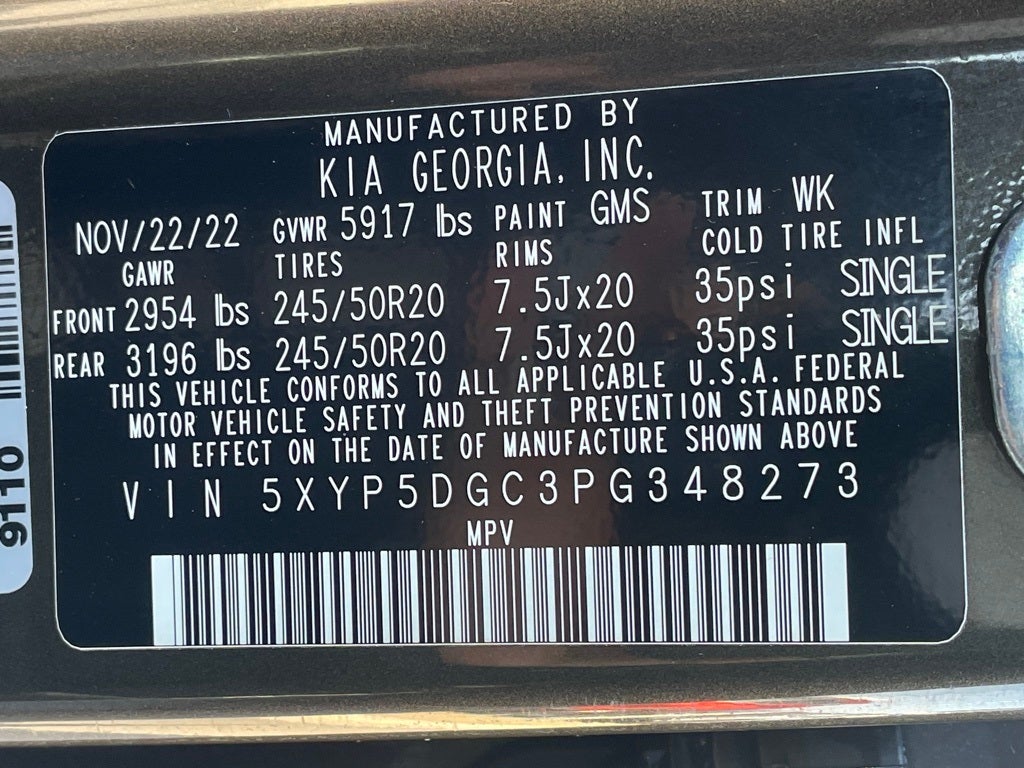 MANUFACTURED BY
KIA GEORGIA, INC.
NOV/22/22 GVWR 5917 lbs PAINT GMS TRIM WK
GAWR TIRES RIMS COLD TIRE INFL
FRONT 2954 lbs 245/50R20 7.5Jx20 35psi SINGLE
REAR 3196 lbs 245/50R20 7.5Jx20 35psi SINGLE
THIS VEHICLE CONFORMS TO ALL APPLICABLE U.S.A. FEDERAL
MOTOR VEHICLE SAFETY AND THEFT PREVENTION STANDARDS
IN EFFECT ON THE DATE OF MANUFACTURE SHOWN ABOVE
VIN 5XYP5DGC3PG348273
MPV
9110